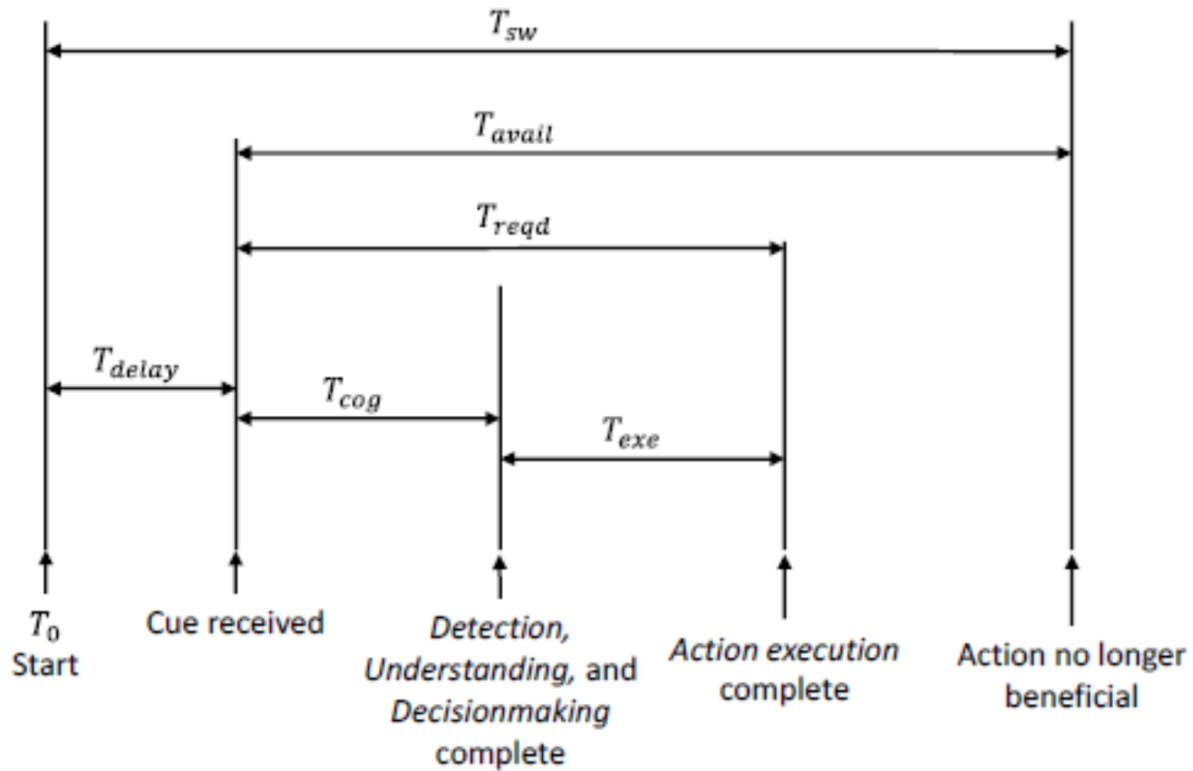 T_sw
T_avail
T_reqd
T_delay
T_cog
T_exe
T_0
Start
Cue received
Detection,
Understanding, and
Decisionmaking
complete
Action execution
complete
Action no longer
beneficial